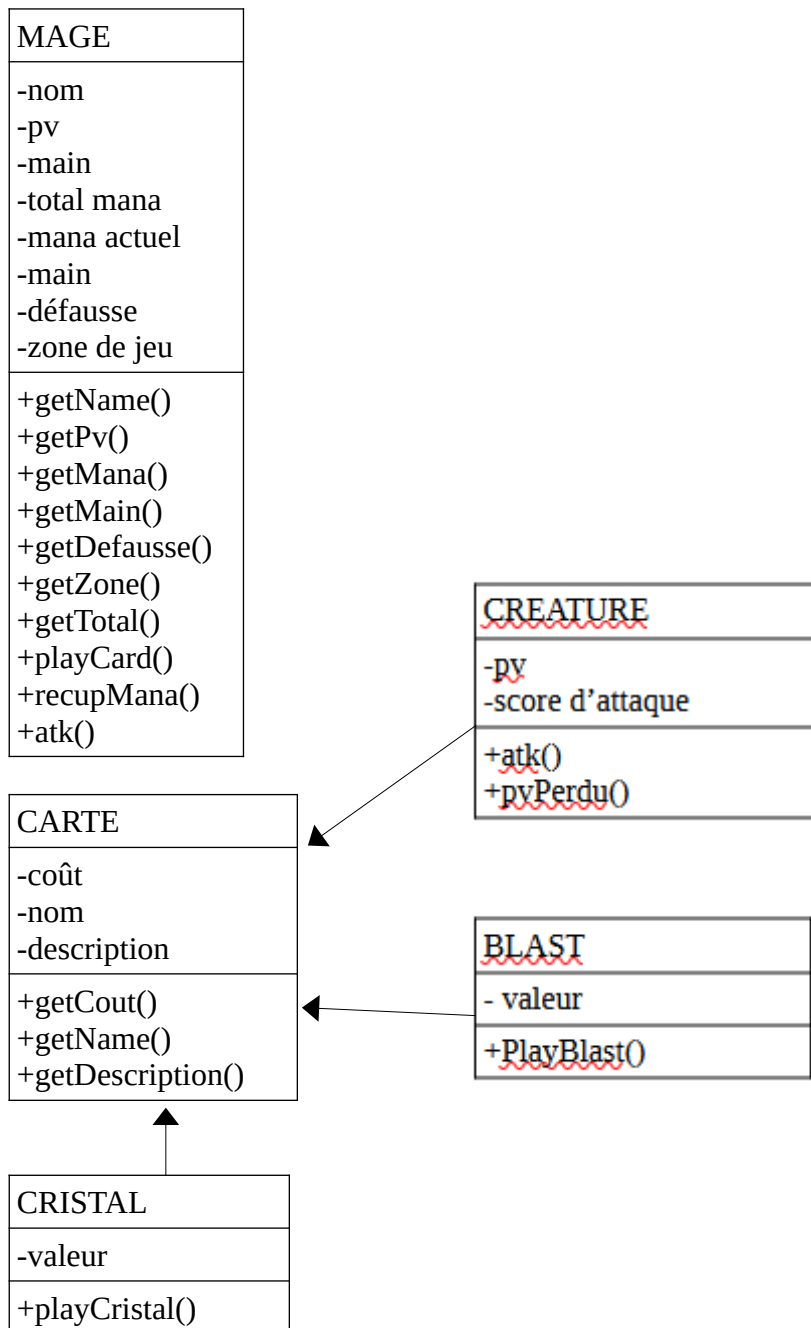 MAGE
-nom
-pv
-main
-total mana
-mana actuel
-main
-défausse
-zone de jeu
+getName()
+getPv()
+getMana()
+getMain()
+getDefausse()
+getZone()
+getTotal()
+playCard()
+recupMana()
+atk()
CARTE
-coût
-nom
-description
+getCout()
+getName()
+getDescription()
CREATURE
-pv
-score d’attaque
+atk()
+pvPerdu()
BLAST
- valeur
+PlayBlast()
CRISTAL
-valeur
+playCristal()